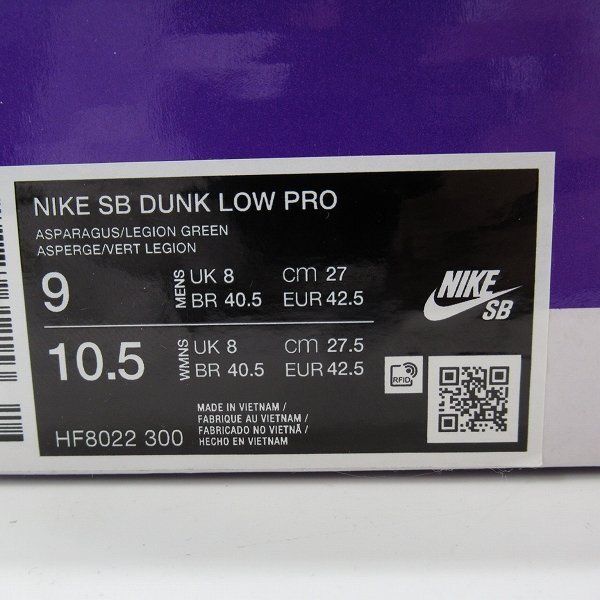 NIKE SB DUNK LOW PRO
ASPARAGUS/LEGION GREEN
ASPERGE/VERT LEGION
9 MENS UK 8 cm 27
BR 40.5 EUR 42.5
10.5 WMNS UK 8 cm 27.5
BR 40.5 EUR 42.5
NIKE
SB
RFID
HF8022 300
MADE IN VIETNAM /
FABRIQUE AU VIETNAM /
FABRICADO NO VIETNÃ /
HECHO EN VIETNAM